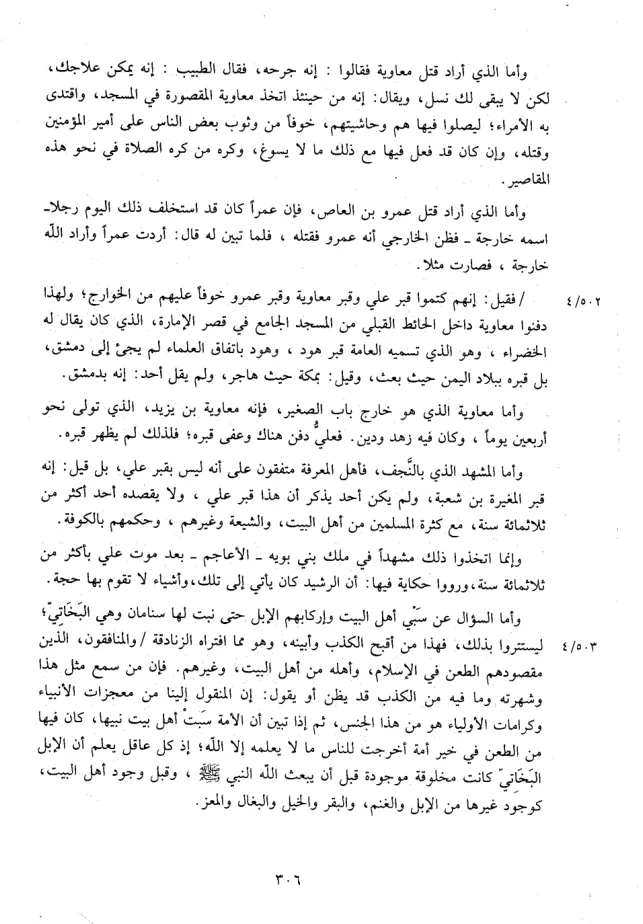 وأما الذي أراد قتل معاوية فقالوا : إنه جرحه، فقال الطبيب : إنه يمكن علاجك،
لكن لا يبقى لك نسل، ويقال: إنه من حينئذ اتخذ معاوية المقصورة في المسجد، واقتدى
به الأمراء؛ ليصلوا فيها هم وحاشيتهم، خوفاً من وثوب بعض الناس على أمير المؤمنين
وقتله، وإن كان قد فعل فيها مع ذلك ما لا يسوغ، وكره من كره الصلاة في نحو هذه
المقاصير.
وأما الذي أراد قتل عمرو بن العاص، فإن عمراً كان قد استخلف ذلك اليوم رجلاـ
اسمه خارجة ـ فظن الخارجي أنه عمرو فقتله ، فلما تبين له قال: أردت عمراً وأراد اللّه
خارجة ، فصارت مثلا.
٤/٥٠٢ / فقيل: إنهم كتموا قبر علي وقبر معاوية وقبر عمرو خوفاً عليهم من الخوارج؛ ولهذا
دفنوا معاوية داخل الحائط القبلي من المسجد الجامع في قصر الإمارة، الذي كان يقال له
الخضراء ، وهو الذي تسميه العامة قبر هود ، وهود باتفاق العلماء لم يجئ إلى دمشق،
بل قبره ببلاد اليمن حيث بعث، وقيل: بمكة حيث هاجر، ولم يقل أحد: إنه بدمشق.
وأما معاوية الذي هو خارج باب الصغير، فإنه معاوية بن يزيد، الذي تولى نحو
أربعين يوماً ، وكان فيه زهد ودين. فعليٌّ دفن هناك وعفى قبره؛ فلذلك لم يظهر قبره.
وأما المشهد الذي بالنَّجف، فأهل المعرفة متفقون على أنه ليس بقبر علي، بل قيل: إنه
قبر المغيرة بن شعبة، ولم يكن أحد يذكر أن هذا قبر علي ، ولا يقصده أحد أكثر من
ثلاثمائة سنة، مع كثرة المسلمين من أهل البيت، والشيعة وغيرهم ، وحكمهم بالكوفة.
وإنما اتخذوا ذلك مشهداً في ملك بني بويه ـ الأعاجم ـ بعد موت علي بأكثر من
ثلاثمائة سنة، ورووا حكاية فيها: أن الرشيد كان يأتي إلى تلك، وأشياء لا تقوم بها حجة.
وأما السؤال عن سَبْي أهل البيت وإركابهم الإبل حتى نبت لها سنامان وهي البَخَاتِيّ؛
٤/٥٠٣ ليستتروا بذلك، فهذا من أقبح الكذب وأبينه، وهو مما افتراه الزنادقة /والمنافقون، الذين
مقصودهم الطعن في الإسلام، وأهله من أهل البيت، وغيرهم. فإن من سمع مثل هذا
وشهرته وما فيه من الكذب قد يظن أو يقول: إن المنقول إلينا من معجزات الأنبياء
وكرامات الأولياء هو من هذا الجنس، ثم إذا تبين أن الأمة سَبَتْ أهل بيت نبيها، كان فيها
من الطعن في خير أمة أخرجت للناس ما لا يعلمه إلا اللّه؛ إذ كل عاقل يعلم أن الإبل
البَخَاتِيّ كانت مخلوقة موجودة قبل أن يبعث اللّه النبي ﷺ ، وقبل وجود أهل البيت،
كوجود غيرها من الإبل والغنم، والبقر والخيل والبغال والمعز.
٣٠٦